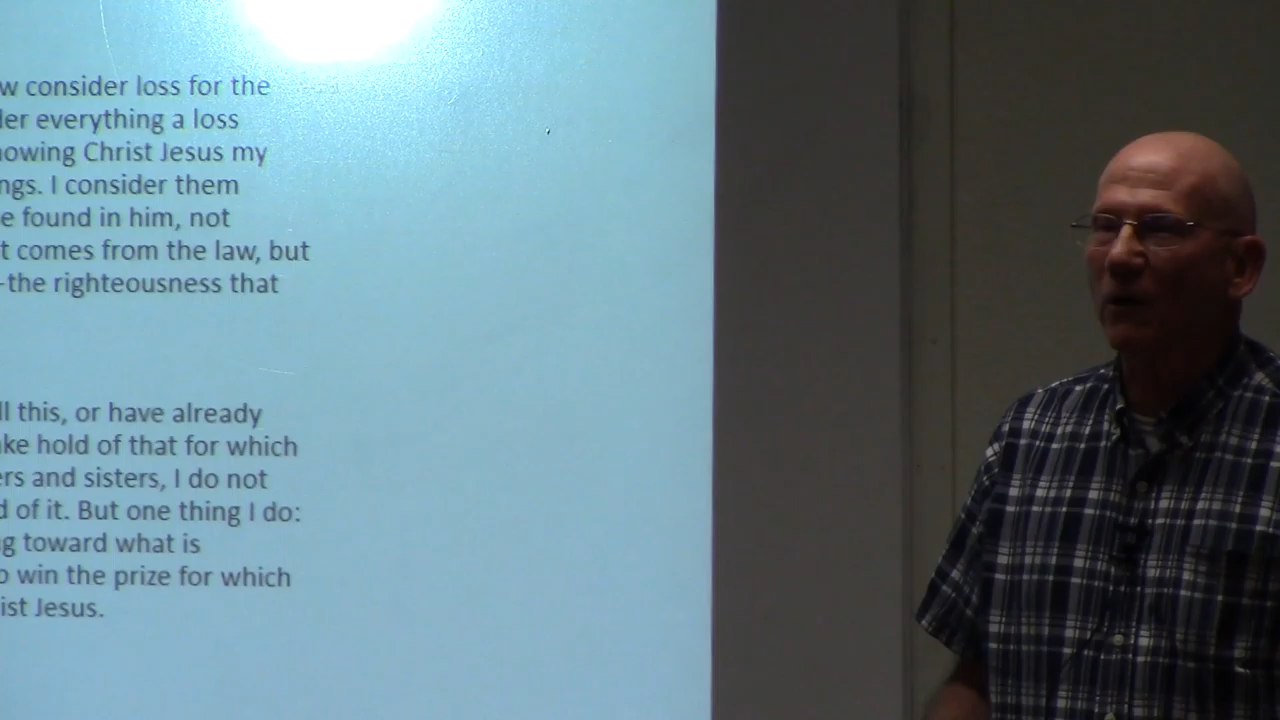 w consider loss for the
er everything a loss
owing Christ Jesus my
ngs. I consider them
e found in him, not
t comes from the law, but
-the righteousness that
ll this, or have already
ke hold of that for which
ers and sisters, I do not
d of it. But one thing I do:
g toward what is
o win the prize for which
ist Jesus.